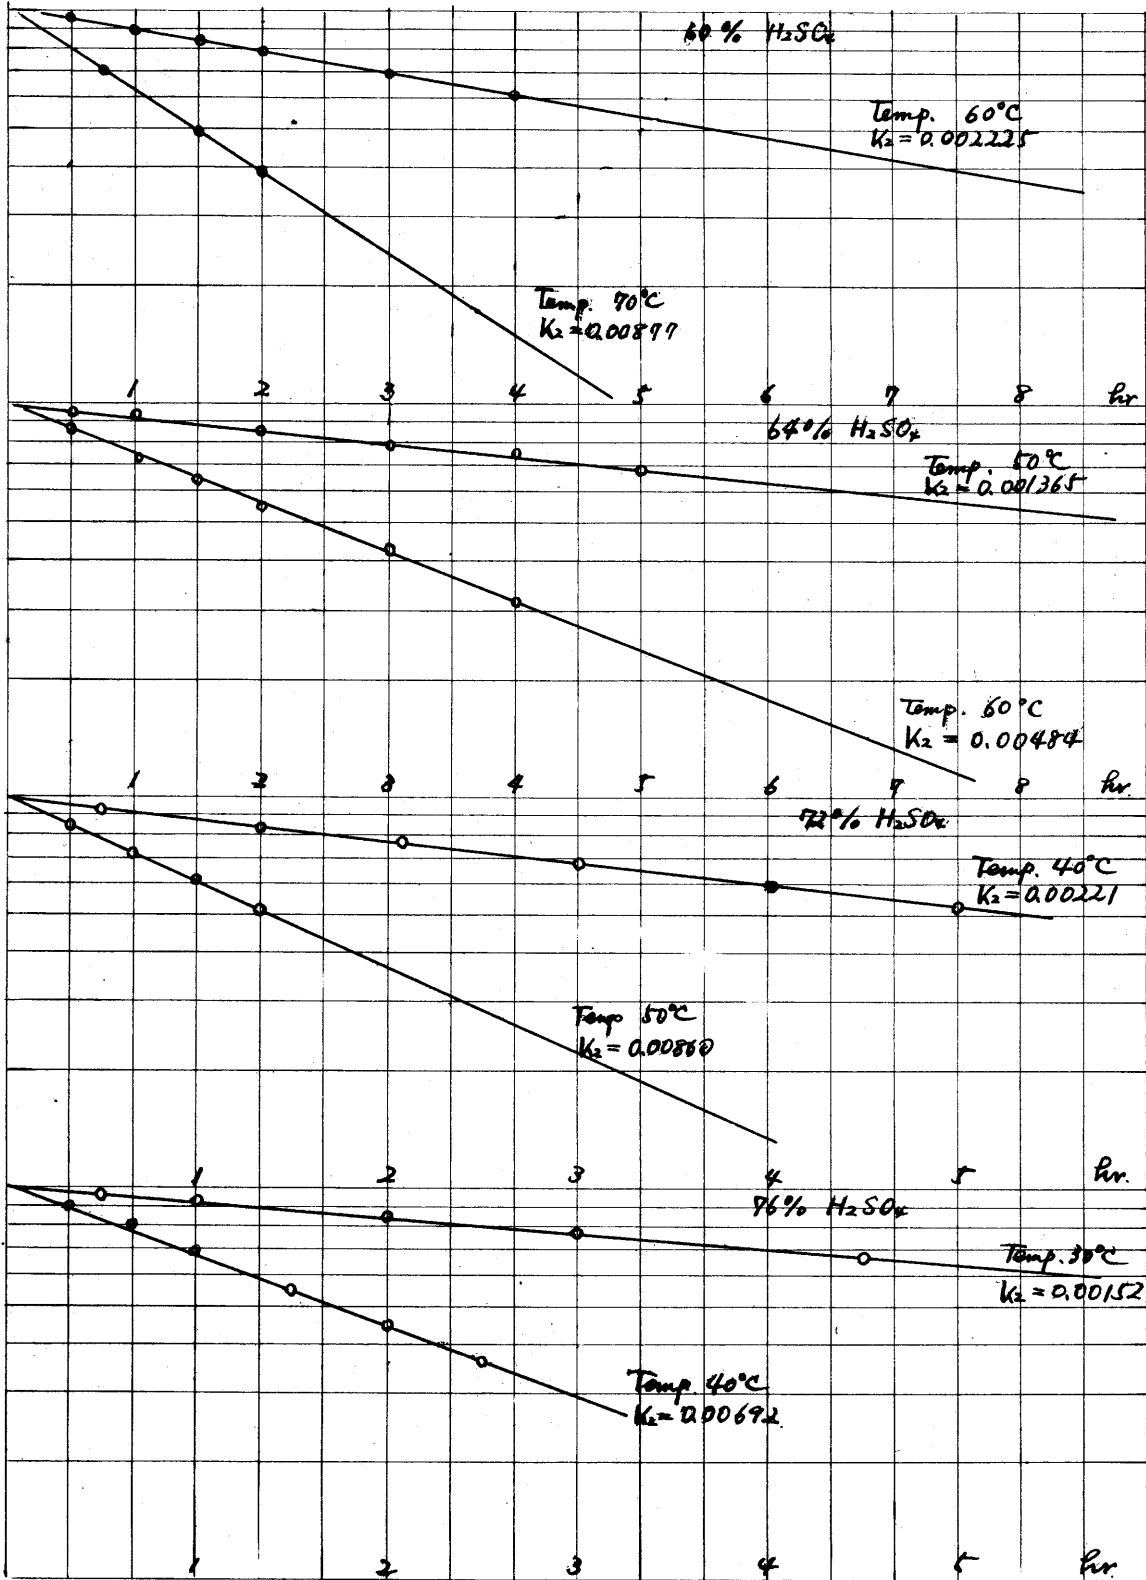 60% H₂SO₄
Temp. 60°C
K₂ = 0.002225
Temp. 70°C
K₂ = 0.00877
1 2 3 4 5 6 7 8 hr
64% H₂SO₄
Temp. 50°C
K₂ = 0.001365
Temp. 60°C
K₂ = 0.00484
1 2 3 4 5 6 7 8 hr.
72% H₂SO₄
Temp. 40°C
K₂ = 0.00221
Temp 50°C
K₂ = 0.00860
1 2 3 4 5 hr.
76% H₂SO₄
Temp. 30°C
K₂ = 0.00152
Temp. 40°C
K₂ = 0.00692
1 2 3 4 5 hr.